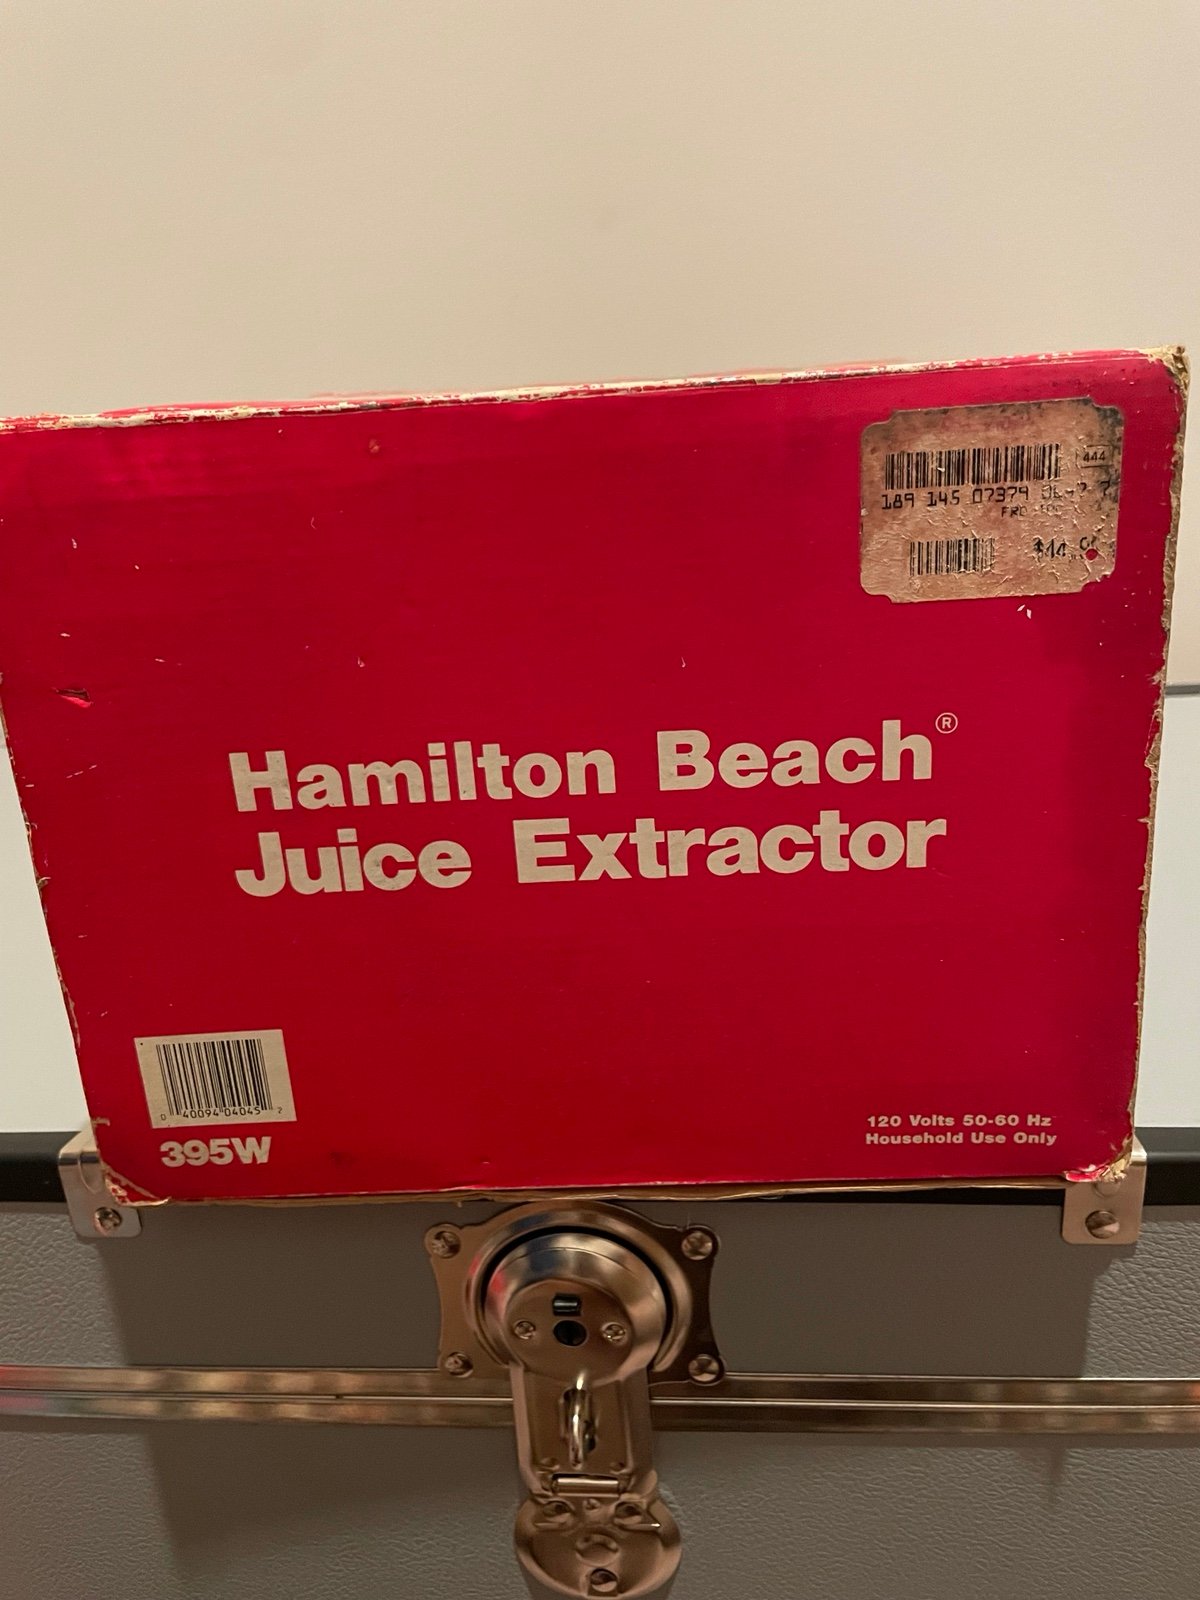 444
189 145 07379
Hamilton Beach®
Juice Extractor
0 40094 04045 2
395W
120 Volts 50-60 Hz
Household Use Only